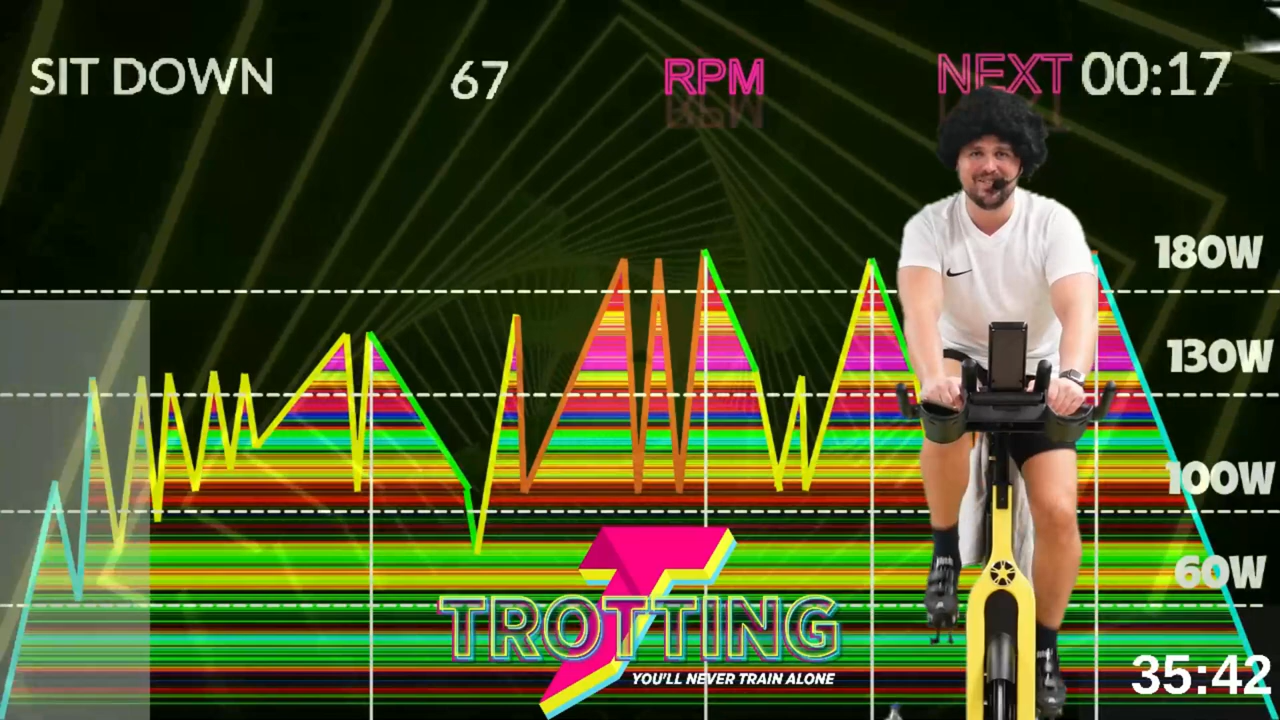 SIT DOWN 67 RPM NEXT 00:17
180W
130W
100W
60W
TROTTING
YOU'LL NEVER TRAIN ALONE
35:42